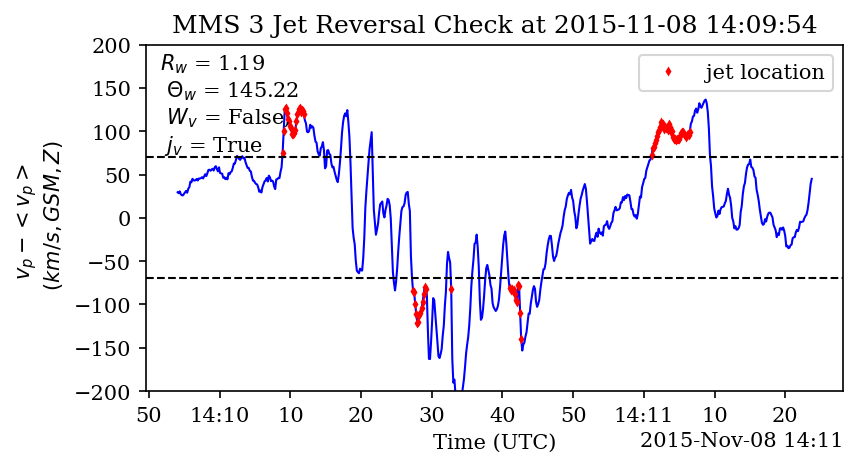 MMS 3 Jet Reversal Check at 2015-11-08 14:09:54
R_w = 1.19
Θ_w = 145.22
W_v = False,
j_v = True
jet location
v_p − < v_p >
(km/s, GSM, Z)
200
150
100
50
0
−50
−100
−150
−200
50 14:10 10 20 30 40 50 14:11 10 20
Time (UTC)
2015-Nov-08 14:11